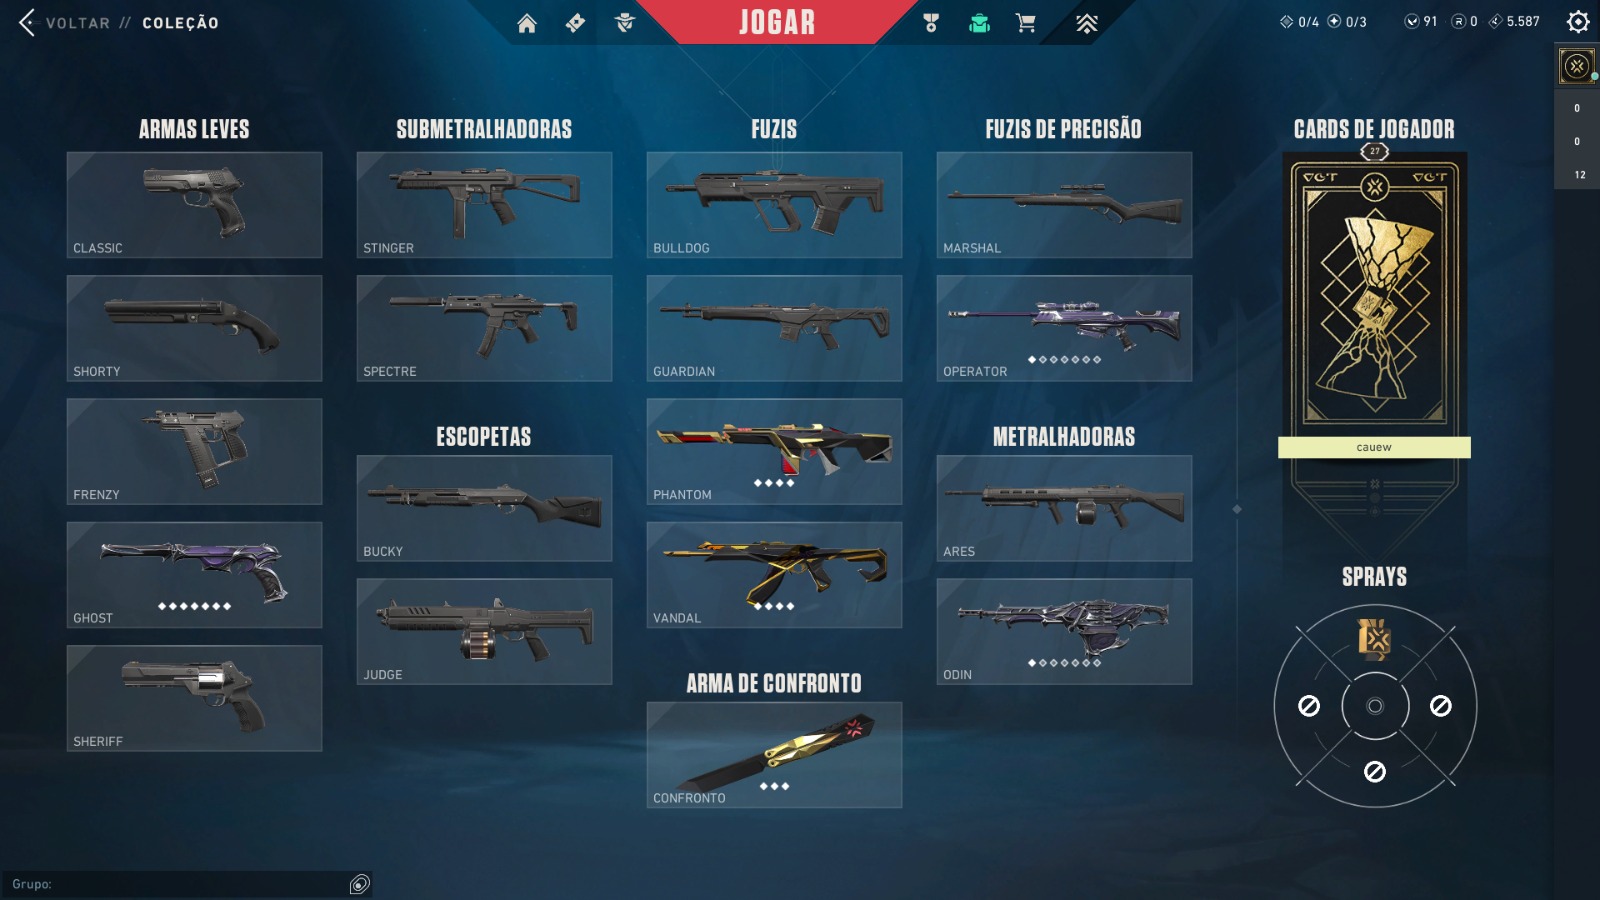 VOLTAR // COLEÇÃO
JOGAR
0/4 0/3 91 R 0 5.587
0
0
12
ARMAS LEVES
CLASSIC
SHORTY
FRENZY
GHOST
SHERIFF
SUBMETRALHADORAS
STINGER
SPECTRE
ESCOPETAS
BUCKY
JUDGE
FUZIS
BULLDOG
GUARDIAN
PHANTOM
VANDAL
ARMA DE CONFRONTO
CONFRONTO
FUZIS DE PRECISÃO
MARSHAL
OPERATOR
METRALHADORAS
ARES
ODIN
CARDS DE JOGADOR
27
VCT VCT
cauew
SPRAYS
Grupo: